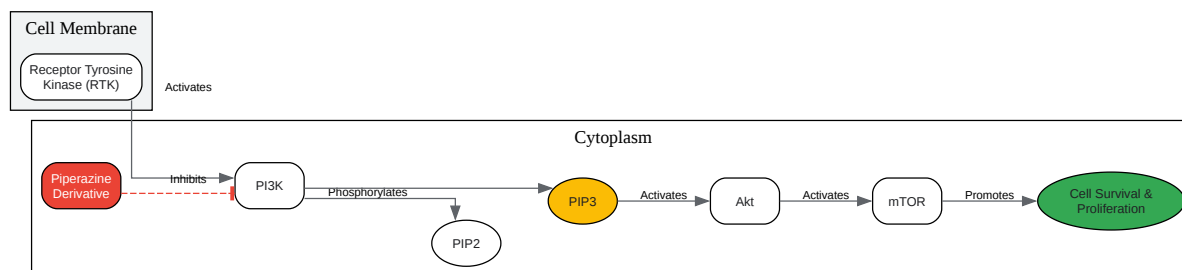 Cell Membrane
Receptor Tyrosine
Kinase (RTK)
Activates
Cytoplasm
Piperazine
Derivative
Inhibits
PI3K
Phosphorylates
PIP2
PIP3
Activates
Akt
Activates
mTOR
Promotes
Cell Survival &
Proliferation